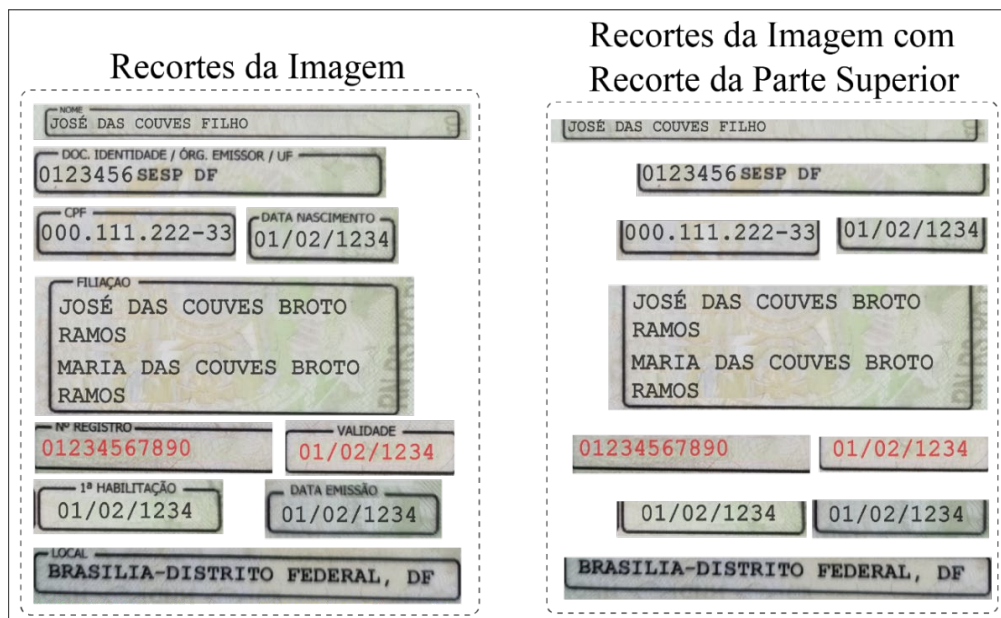 Recortes da Imagem
NOME
JOSÉ DAS COUVES FILHO
DOC. IDENTIDADE / ÓRG. EMISSOR / UF
0123456 SESP DF
CPF
000.111.222-33
DATA NASCIMENTO
01/02/1234
FILIAÇÃO
JOSÉ DAS COUVES BROTO
RAMOS
MARIA DAS COUVES BROTO
RAMOS
Nº REGISTRO
01234567890
VALIDADE
01/02/1234
1ª HABILITAÇÃO
01/02/1234
DATA EMISSÃO
01/02/1234
LOCAL
BRASILIA-DISTRITO FEDERAL, DF
Recortes da Imagem com
Recorte da Parte Superior
JOSÉ DAS COUVES FILHO
0123456 SESP DF
000.111.222-33
01/02/1234
JOSÉ DAS COUVES BROTO
RAMOS
MARIA DAS COUVES BROTO
RAMOS
01234567890
01/02/1234
01/02/1234
01/02/1234
BRASILIA-DISTRITO FEDERAL, DF